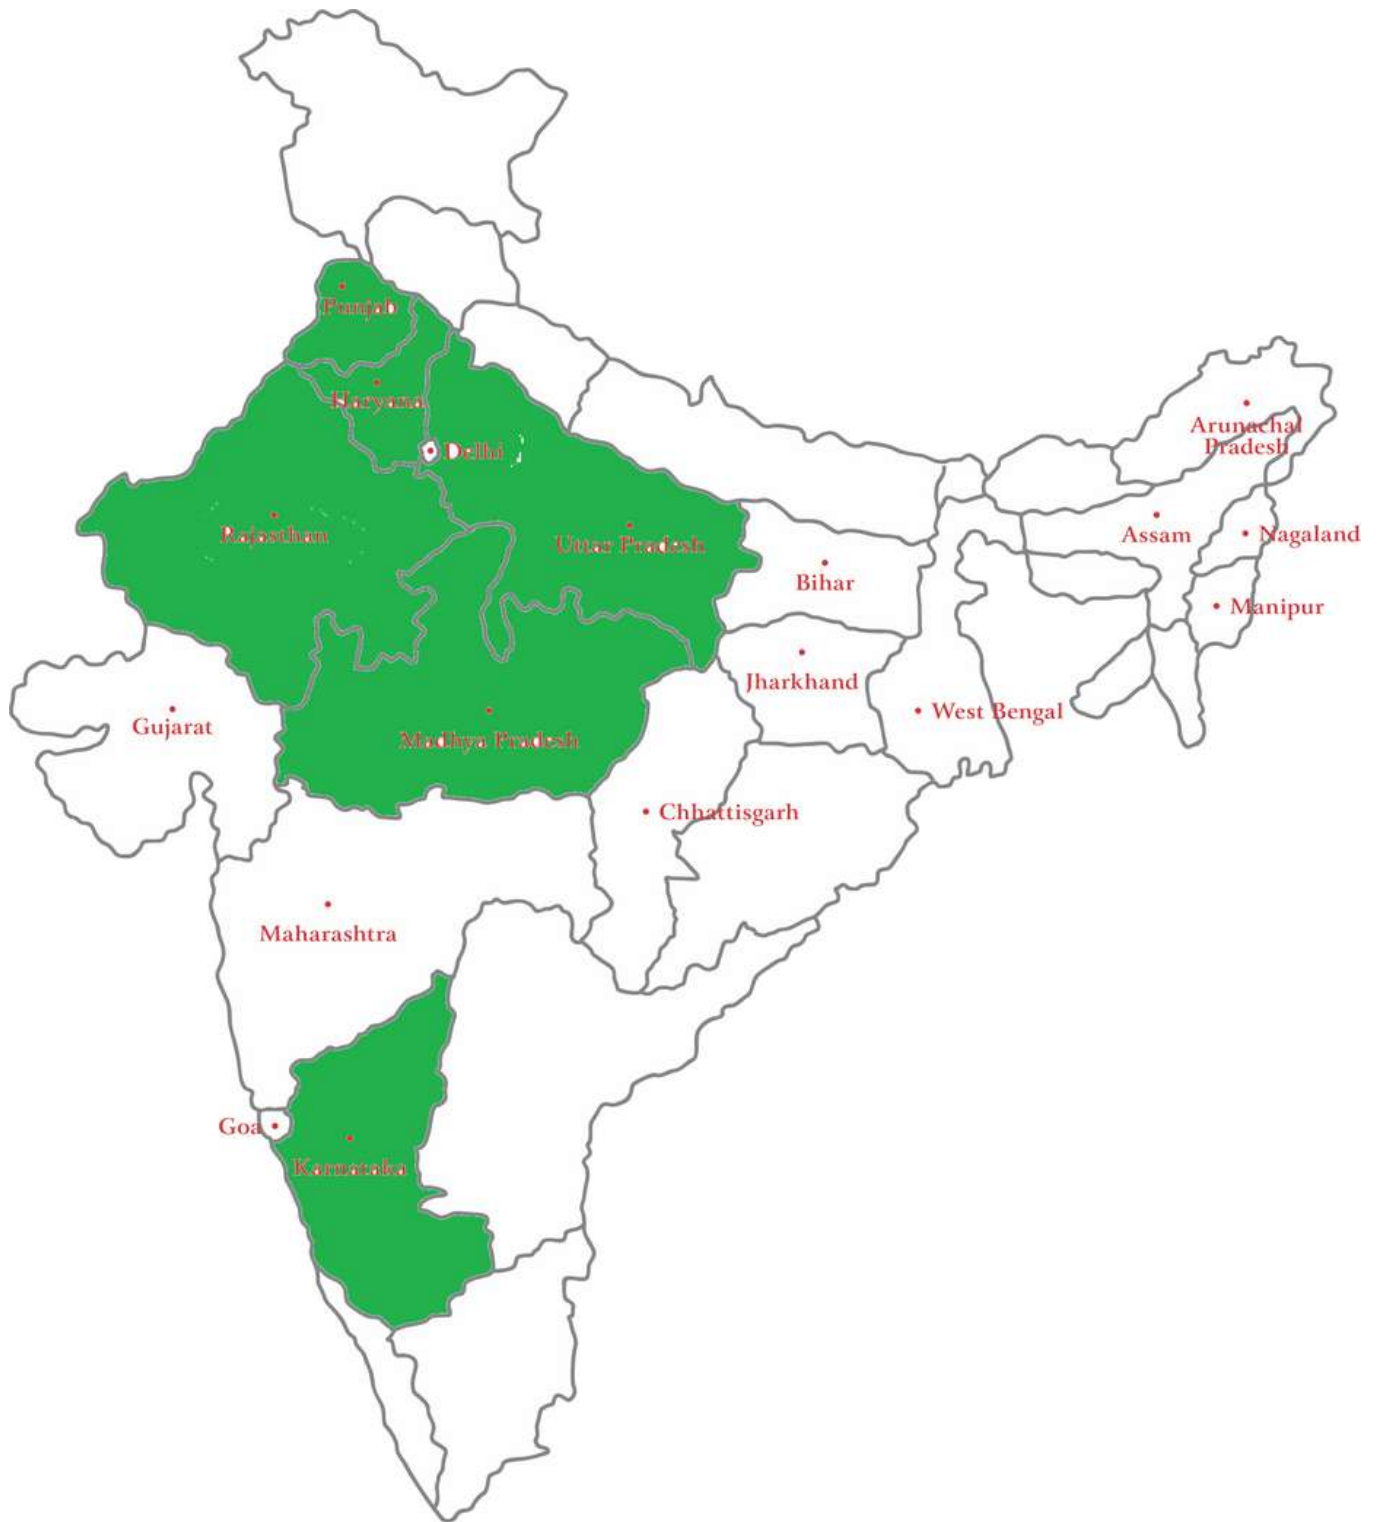 Punjab
Haryana
Delhi
Arunachal
Pradesh
Rajasthan
Uttar Pradesh
Assam
Nagaland
Bihar
Manipur
Jharkhand
Gujarat
West Bengal
Madhya Pradesh
Chhattisgarh
Maharashtra
Goa
Karnataka